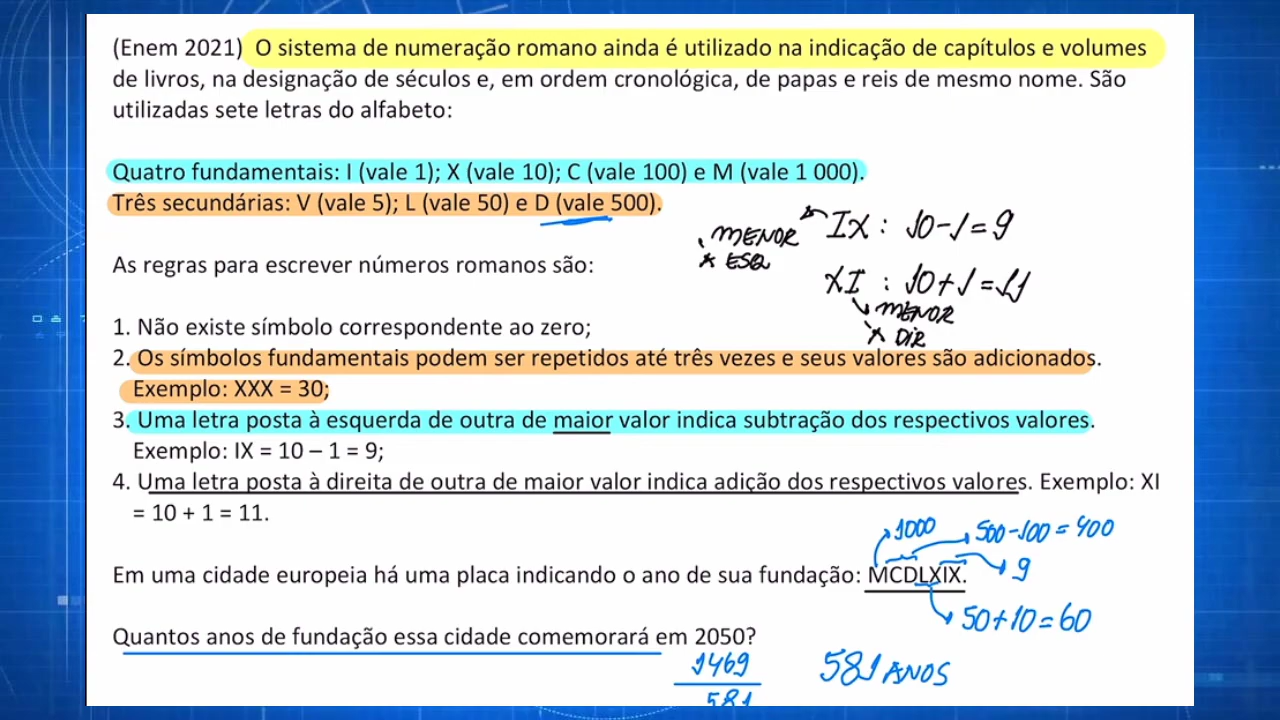 (Enem 2021) O sistema de numeração romano ainda é utilizado na indicação de capítulos e volumes
de livros, na designação de séculos e, em ordem cronológica, de papas e reis de mesmo nome. São
utilizadas sete letras do alfabeto:
Quatro fundamentais: I (vale 1); X (vale 10); C (vale 100) e M (vale 1 000).
Três secundárias: V (vale 5); L (vale 50) e D (vale 500).
IX : 10-1=9
MENOR
ESQ
As regras para escrever números romanos são:
XI : 10+1=11
MENOR
DIR
1. Não existe símbolo correspondente ao zero;
2. Os símbolos fundamentais podem ser repetidos até três vezes e seus valores são adicionados.
Exemplo: XXX = 30;
3. Uma letra posta à esquerda de outra de maior valor indica subtração dos respectivos valores.
Exemplo: IX = 10 – 1 = 9;
4. Uma letra posta à direita de outra de maior valor indica adição dos respectivos valores. Exemplo: XI
= 10 + 1 = 11.
1000 500-100=400
Em uma cidade europeia há uma placa indicando o ano de sua fundação: MCDLXIX.
9
50+10=60
Quantos anos de fundação essa cidade comemorará em 2050?
1469
581 ANOS
581